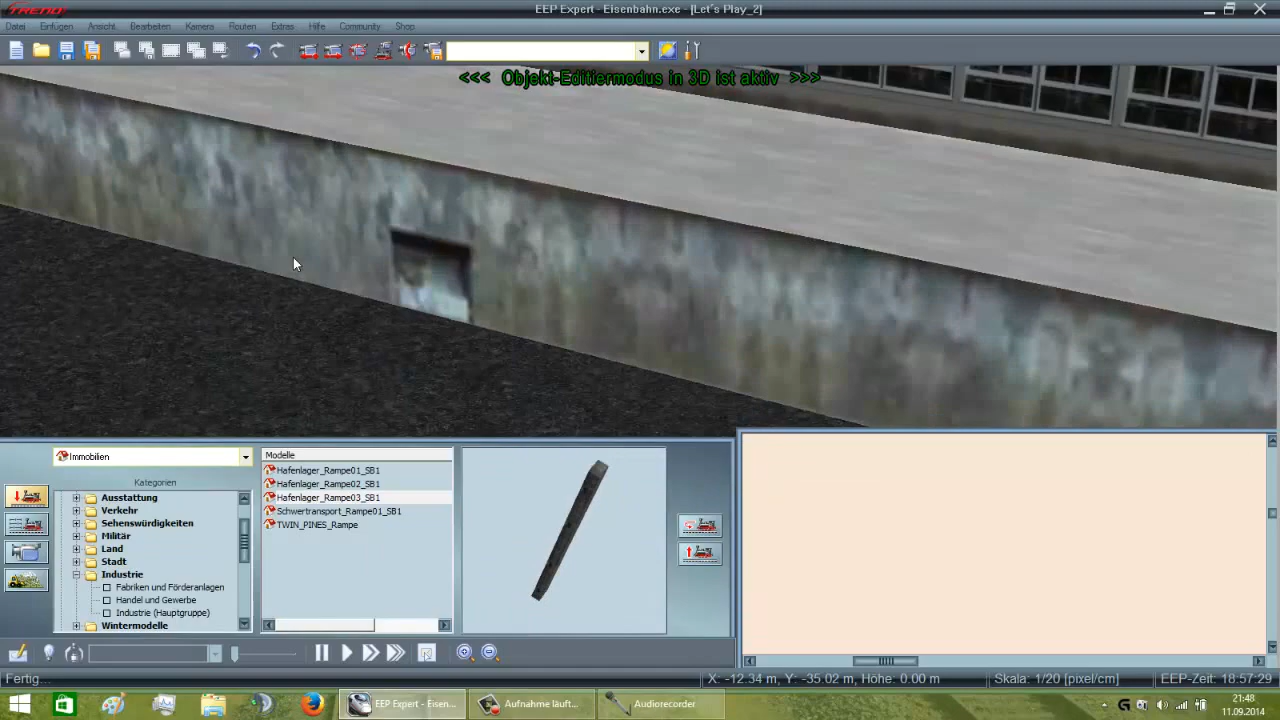 TREND
EEP Expert - Eisenbahn.exe - [Let´s Play_2]
Datei Einfügen Ansicht Bearbeiten Kamera Routen Extras Hilfe Community Shop
<<< Objekt-Editiermodus in 3D ist aktiv >>>
Immobilien
Kategorien
Ausstattung
Verkehr
Sehenswürdigkeiten
Militär
Land
Stadt
Industrie
Fabriken und Förderanlagen
Handel und Gewerbe
Industrie (Hauptgruppe)
Wintermodelle
Modelle
Hafenlager_Rampe01_SB1
Hafenlager_Rampe02_SB1
Hafenlager_Rampe03_SB1
Schwertransport_Rampe01_SB1
TWIN_PINES_Rampe
Fertig...
X: -12.34 m, Y: -35.02 m, Höhe: 0.00 m
Skala: 1/20 [pixel/cm]
EEP-Zeit: 18:57:29
EEP Expert - Eisen...
Aufnahme läuft...
Audiorecorder
21:48
11.09.2014